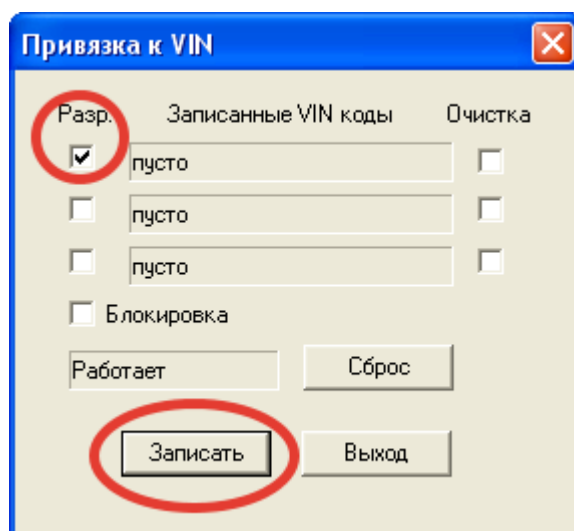 Привязка к VIN
Разр. Записанные VIN коды Очистка
пусто
пусто
пусто
Блокировка
Работает Сброс
Записать Выход